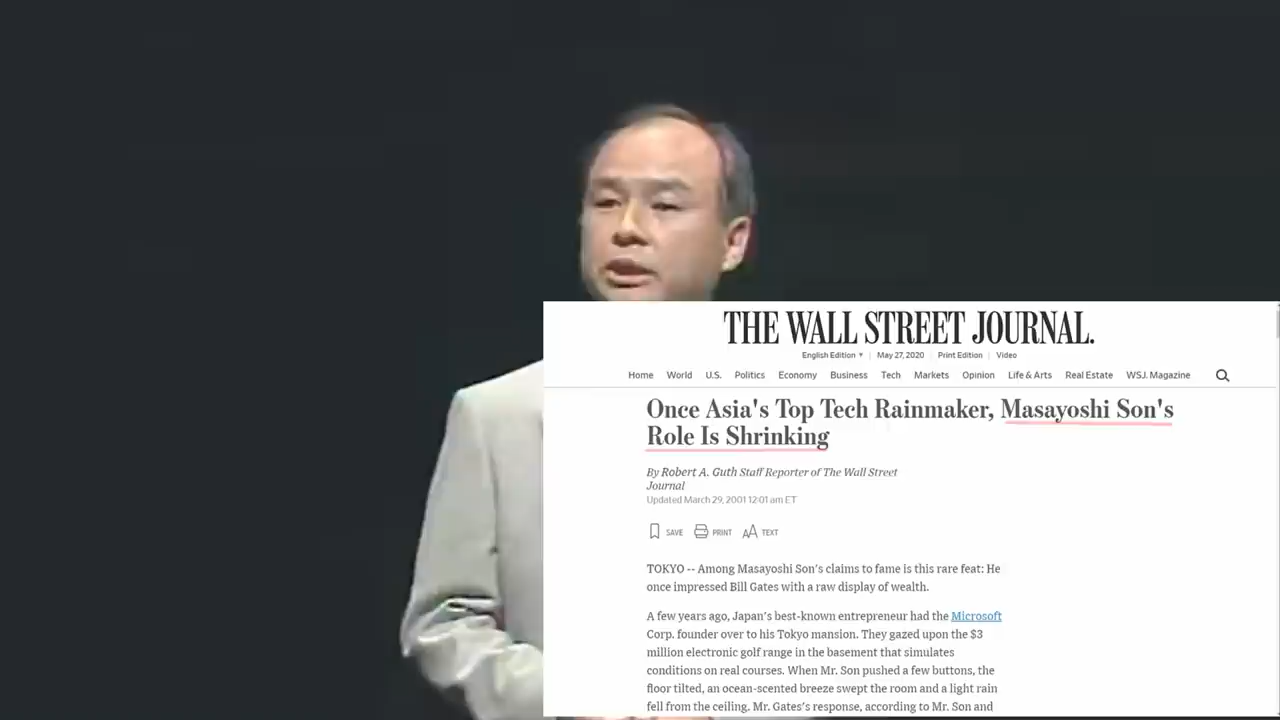 THE WALL STREET JOURNAL.
English Edition ▼ | May 27, 2020 | Print Edition | Video
Home World U.S. Politics Economy Business Tech Markets Opinion Life & Arts Real Estate WSJ. Magazine
Once Asia's Top Tech Rainmaker, Masayoshi Son's
Role Is Shrinking
By Robert A. Guth Staff Reporter of The Wall Street
Journal
Updated March 29, 2001 12:01 am ET
SAVE PRINT AA TEXT
TOKYO -- Among Masayoshi Son's claims to fame is this rare feat: He
once impressed Bill Gates with a raw display of wealth.
A few years ago, Japan's best-known entrepreneur had the Microsoft
Corp. founder over to his Tokyo mansion. They gazed upon the $3
million electronic golf range in the basement that simulates
conditions on real courses. When Mr. Son pushed a few buttons, the
floor tilted, an ocean-scented breeze swept the room and a light rain
fell from the ceiling. Mr. Gates's response, according to Mr. Son and